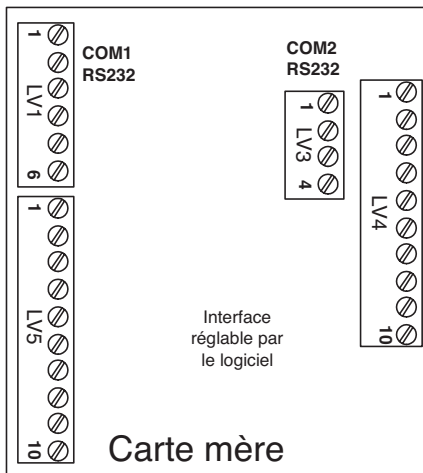 1
LV1
6
COM1
RS232
COM2
RS232
1
LV3
4
1
LV4
10
1
LV5
10
Interface
réglable par
le logiciel
Carte mère